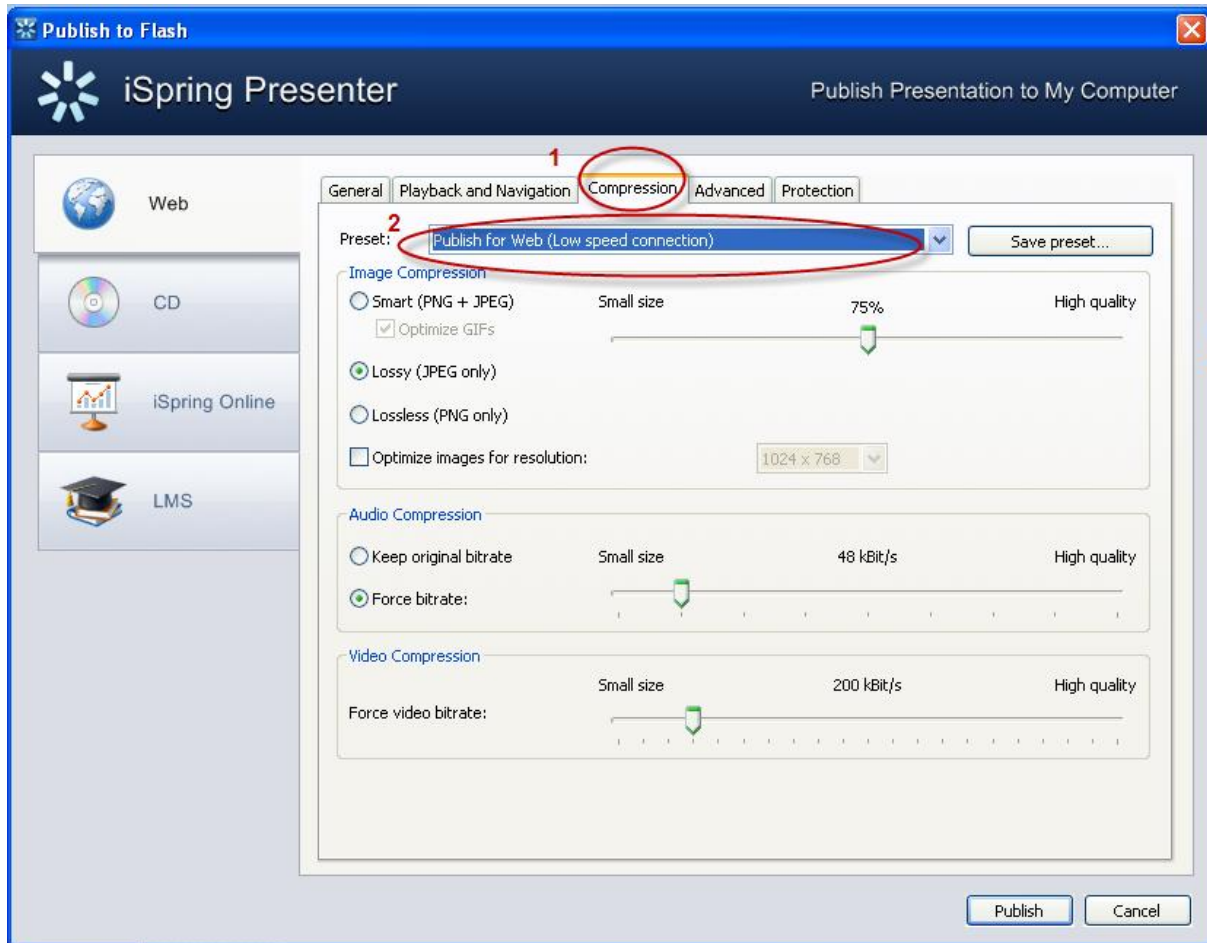 Publish to Flash
iSpring Presenter
Publish Presentation to My Computer
Web
CD
iSpring Online
LMS
1
General Playback and Navigation Compression Advanced Protection
2
Preset: Publish for Web (Low speed connection) Save preset...
Image Compression
Smart (PNG + JPEG) Small size 75% High quality
Optimize GIFs
Lossy (JPEG only)
Lossless (PNG only)
Optimize images for resolution: 1024 x 768
Audio Compression
Keep original bitrate Small size 48 kBit/s High quality
Force bitrate:
Video Compression
Small size 200 kBit/s High quality
Force video bitrate:
Publish Cancel